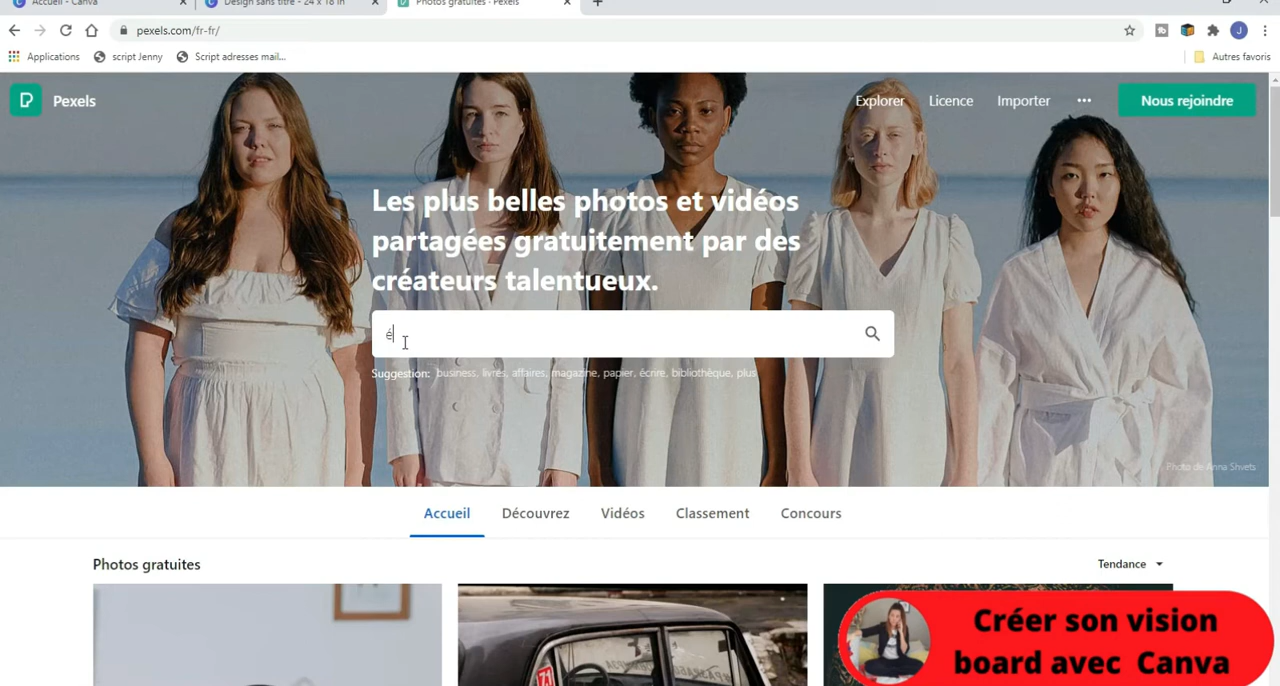 Accueil - Canva
Design sans titre - 24 x 18 in
Photos gratuites · Pexels
pexels.com/fr-fr/
J
Applications
script Jenny
Script adresses mail...
Autres favoris
Pexels
Explorer
Licence
Importer
Nous rejoindre
Les plus belles photos et vidéos
partagées gratuitement par des
créateurs talentueux.
é
Suggestion: business, livres, affaires, magazine, papier, écrire, bibliothèque, plus
Photo de Anna Shvets
Accueil
Découvrez
Vidéos
Classement
Concours
Photos gratuites
Tendance
71
Créer son vision
board avec Canva